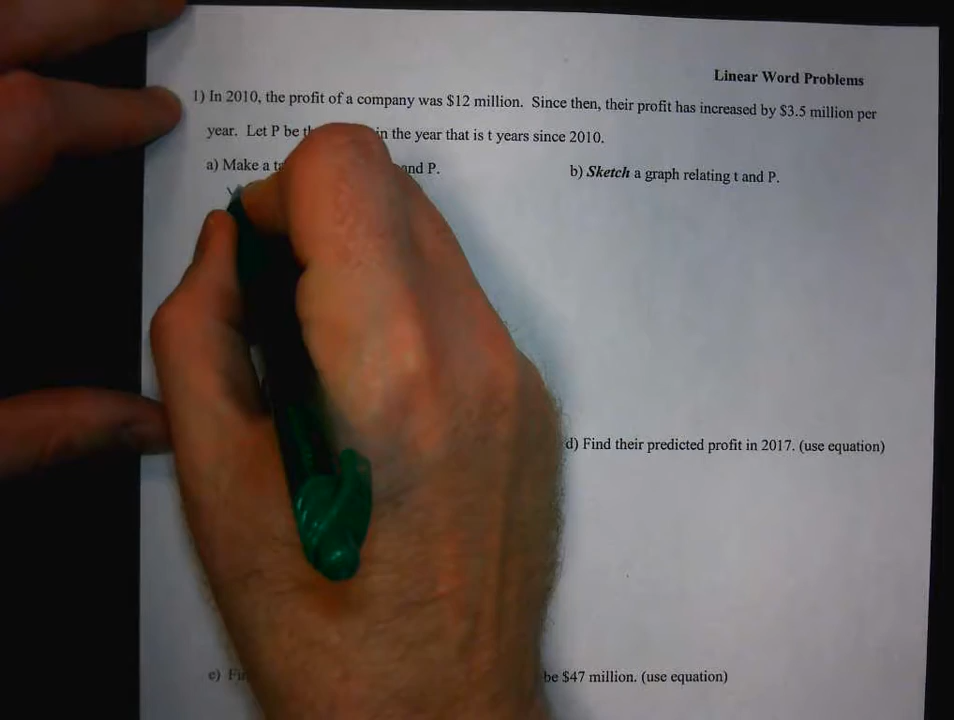 Linear Word Problems
1) In 2010, the profit of a company was $12 million. Since then, their profit has increased by $3.5 million per
year. Let P be in the year that is t years since 2010.
a) Make a and P.
b) Sketch a graph relating t and P.
d) Find their predicted profit in 2017. (use equation)
e) be $47 million. (use equation)